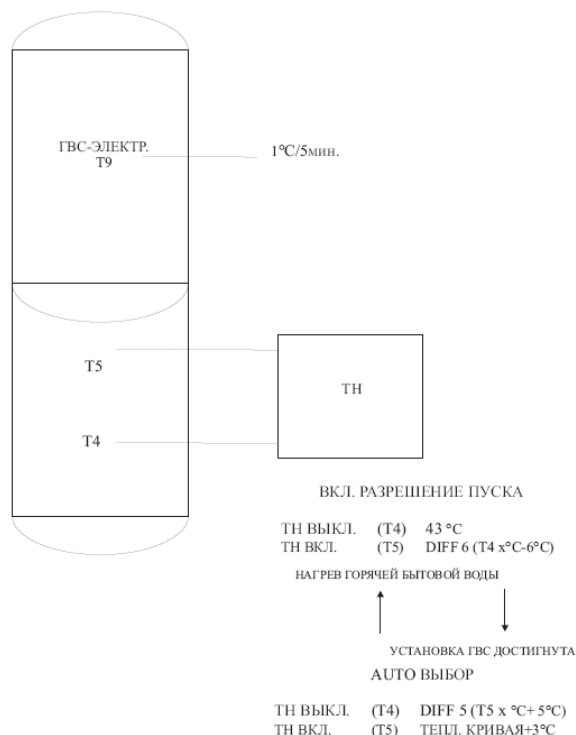 ГВС-ЭЛЕКТР.
T9
1°C/5мин.
T5
ТН
T4
ВКЛ. РАЗРЕШЕНИЕ ПУСКА
ТН ВЫКЛ. (T4) 43 °C
ТН ВКЛ. (T5) DIFF 6 (T4 x°C-6°C)
НАГРЕВ ГОРЯЧЕЙ БЫТОВОЙ ВОДЫ
УСТАНОВКА ГВС ДОСТИГНУТА
AUTO ВЫБОР
ТН ВЫКЛ. (T4) DIFF 5 (T5 x °C+ 5°C)
ТН ВКЛ. (T5) ТЕПЛ. КРИВАЯ+3°C